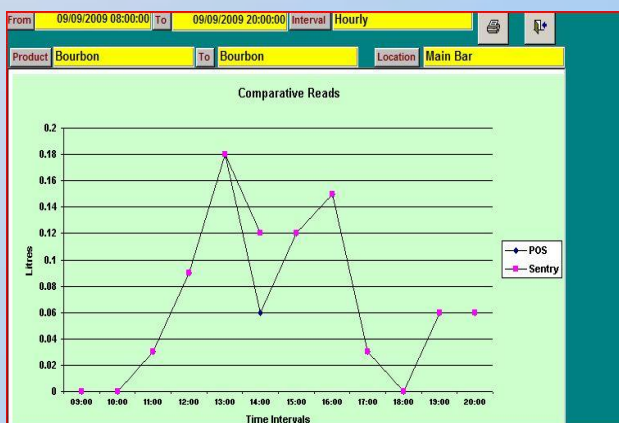 From 09/09/2009 08:00:00 To 09/09/2009 20:00:00 Interval Hourly
Product Bourbon To Bourbon Location Main Bar
Comparative Reads
0.2
0.18
0.16
0.14
0.12
0.1
0.08
0.06
0.04
0.02
0
Litres
09:00 10:00 11:00 12:00 13:00 14:00 15:00 16:00 17:00 18:00 19:00 20:00
Time Intervals
POS
Sentry